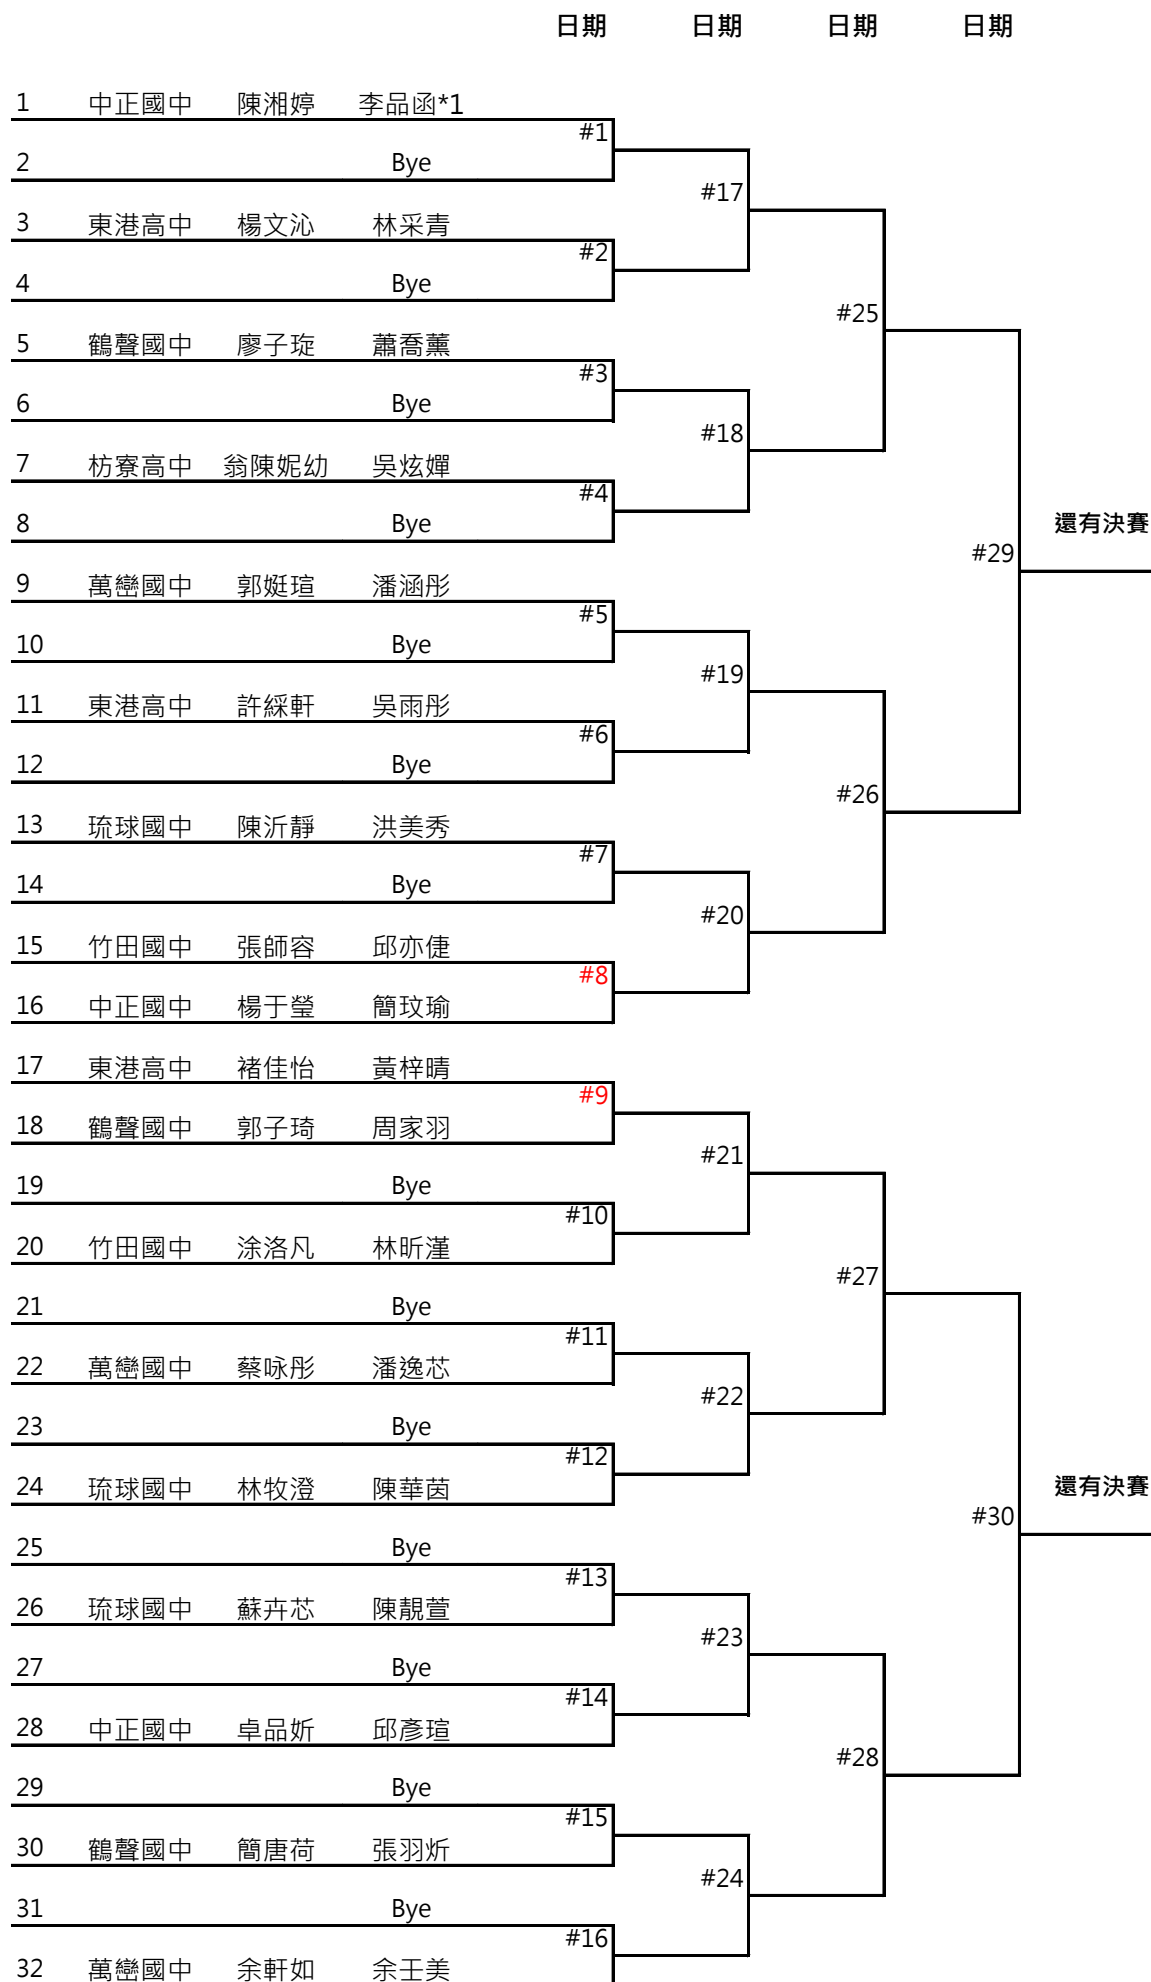 日期 日期 日期 日期
1 中正國中 陳湘婷 李品函*1
#1
2 Bye
#17
3 東港高中 楊文沁 林采青
#2
4 Bye
#25
5 鶴聲國中 廖子琁 蕭喬薰
#3
6 Bye
#18
7 枋寮高中 翁陳妮幼 吳炫嬋
#4
8 Bye
還有決賽
#29
9 萬巒國中 郭娗瑄 潘涵彤
#5
10 Bye
#19
11 東港高中 許綵軒 吳雨彤
#6
12 Bye
#26
13 琉球國中 陳沂靜 洪美秀
#7
14 Bye
#20
15 竹田國中 張師容 邱亦倢
#8
16 中正國中 楊于瑩 簡玟瑜
17 東港高中 褚佳怡 黃梓晴
#9
18 鶴聲國中 郭子琦 周家羽
#21
19 Bye
#10
20 竹田國中 涂洛凡 林昕漌
#27
21 Bye
#11
22 萬巒國中 蔡咏彤 潘逸芯
#22
23 Bye
#12
24 琉球國中 林牧澄 陳華茵
還有決賽
#30
25 Bye
#13
26 琉球國中 蘇卉芯 陳靚萱
#23
27 Bye
#14
28 中正國中 卓品妡 邱彥瑄
#28
29 Bye
#15
30 鶴聲國中 簡唐荷 張羽炘
#24
31 Bye
#16
32 萬巒國中 余軒如 余王美